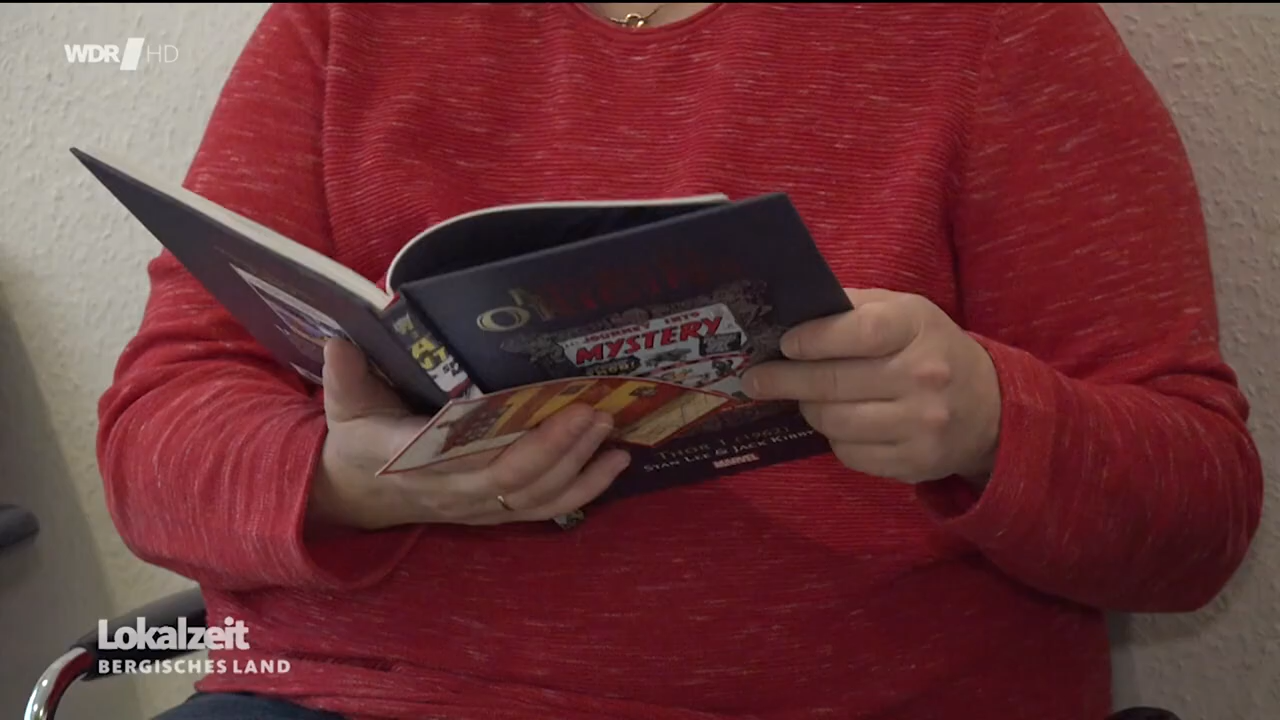 WDR HD
JOURNEY INTO
MYSTERY
THOR 1 (1962)
STAN LEE & JACK KIRBY
MARVEL
Lokalzeit
BERGISCHES LAND